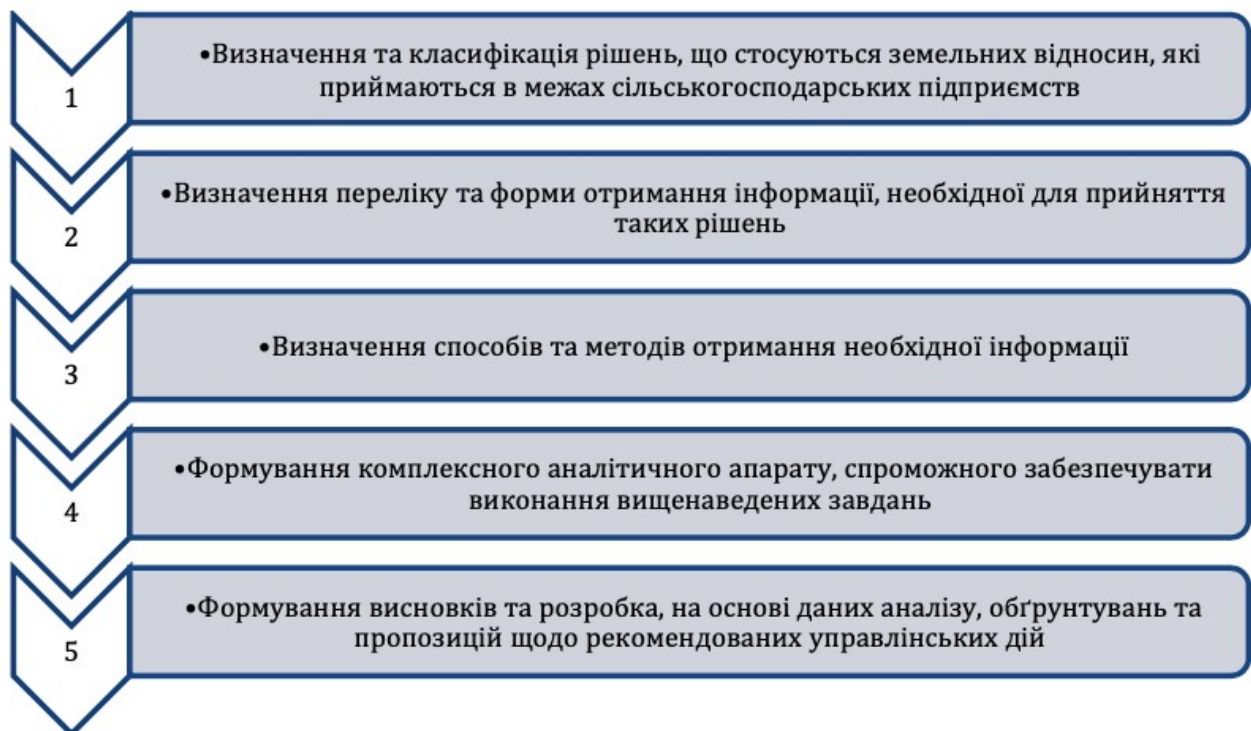 1
•Визначення та класифікація рішень, що стосуються земельних відносин, які
приймаються в межах сільськогосподарських підприємств
2
•Визначення переліку та форми отримання інформації, необхідної для прийняття
таких рішень
3
•Визначення способів та методів отримання необхідної інформації
4
•Формування комплексного аналітичного апарату, спроможного забезпечувати
виконання вищенаведених завдань
5
•Формування висновків та розробка, на основі даних аналізу, обґрунтувань та
пропозицій щодо рекомендованих управлінських дій